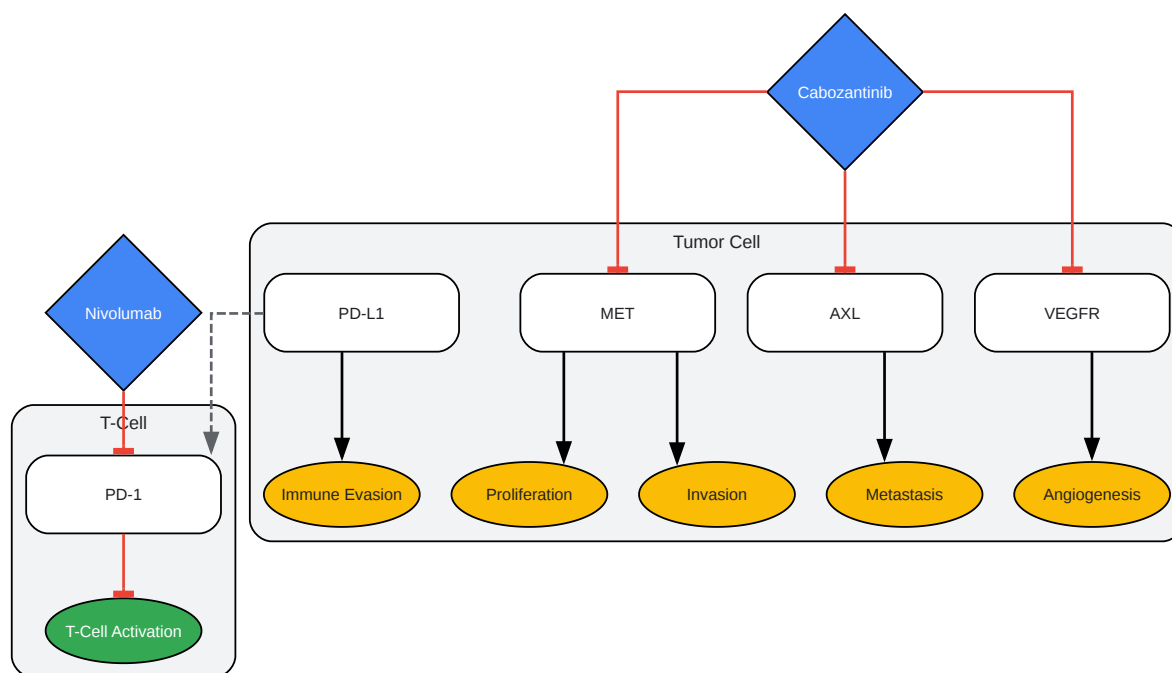 Cabozantinib
Tumor Cell
Nivolumab
PD-L1
MET
AXL
VEGFR
T-Cell
PD-1
Immune Evasion
Proliferation
Invasion
Metastasis
Angiogenesis
T-Cell Activation